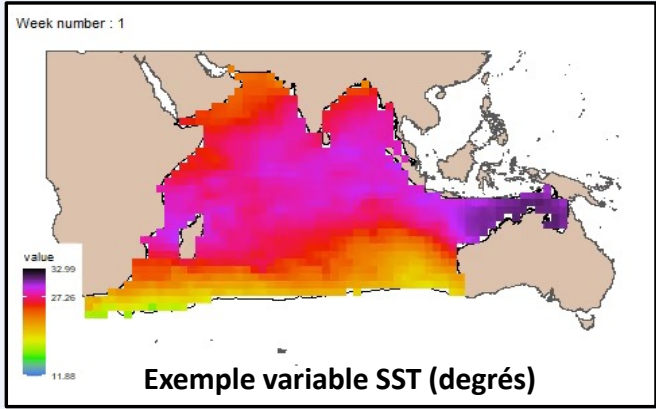 Week number : 1
value
32.99
27.26
11.88
Exemple variable SST (degrés)